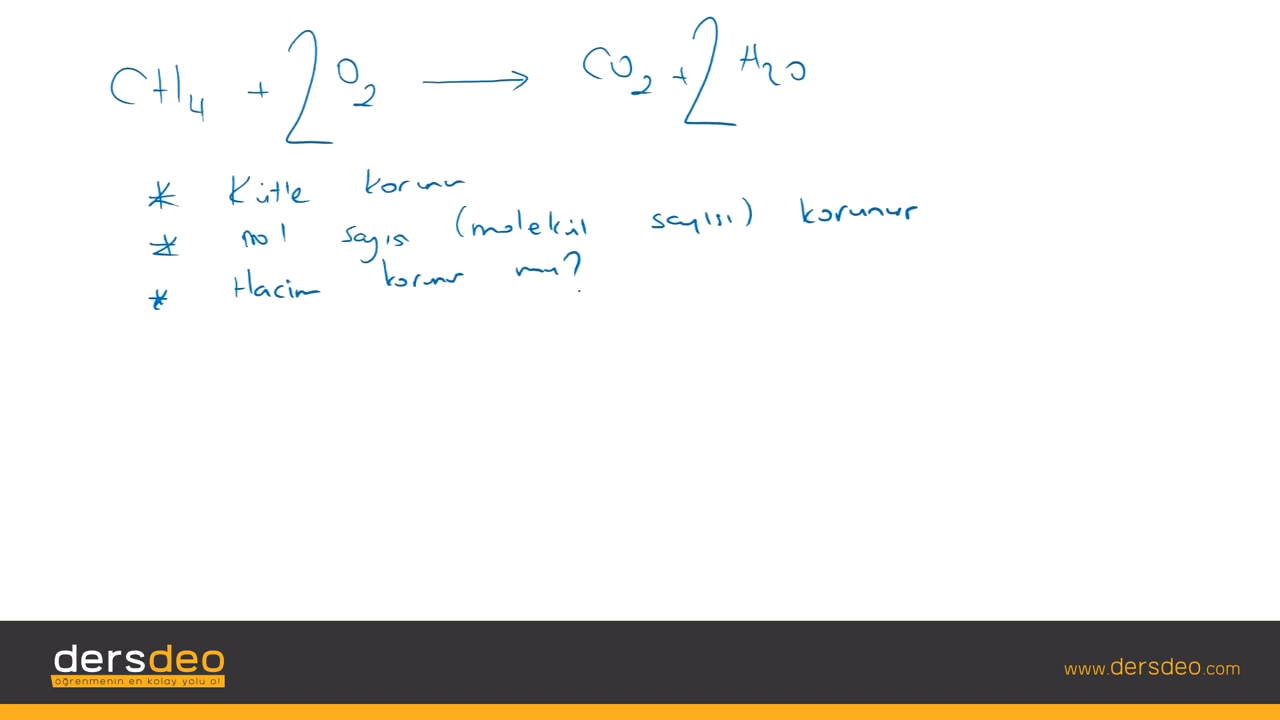 CH4 + 2O2 → CO2 + 2H2O
* Kütle korunur
* mol sayısı (molekül sayısı) korunur
* Hacim korunur mu?
dersdeo
öğrenmenin en kolay yolu o!
www.dersdeo.com